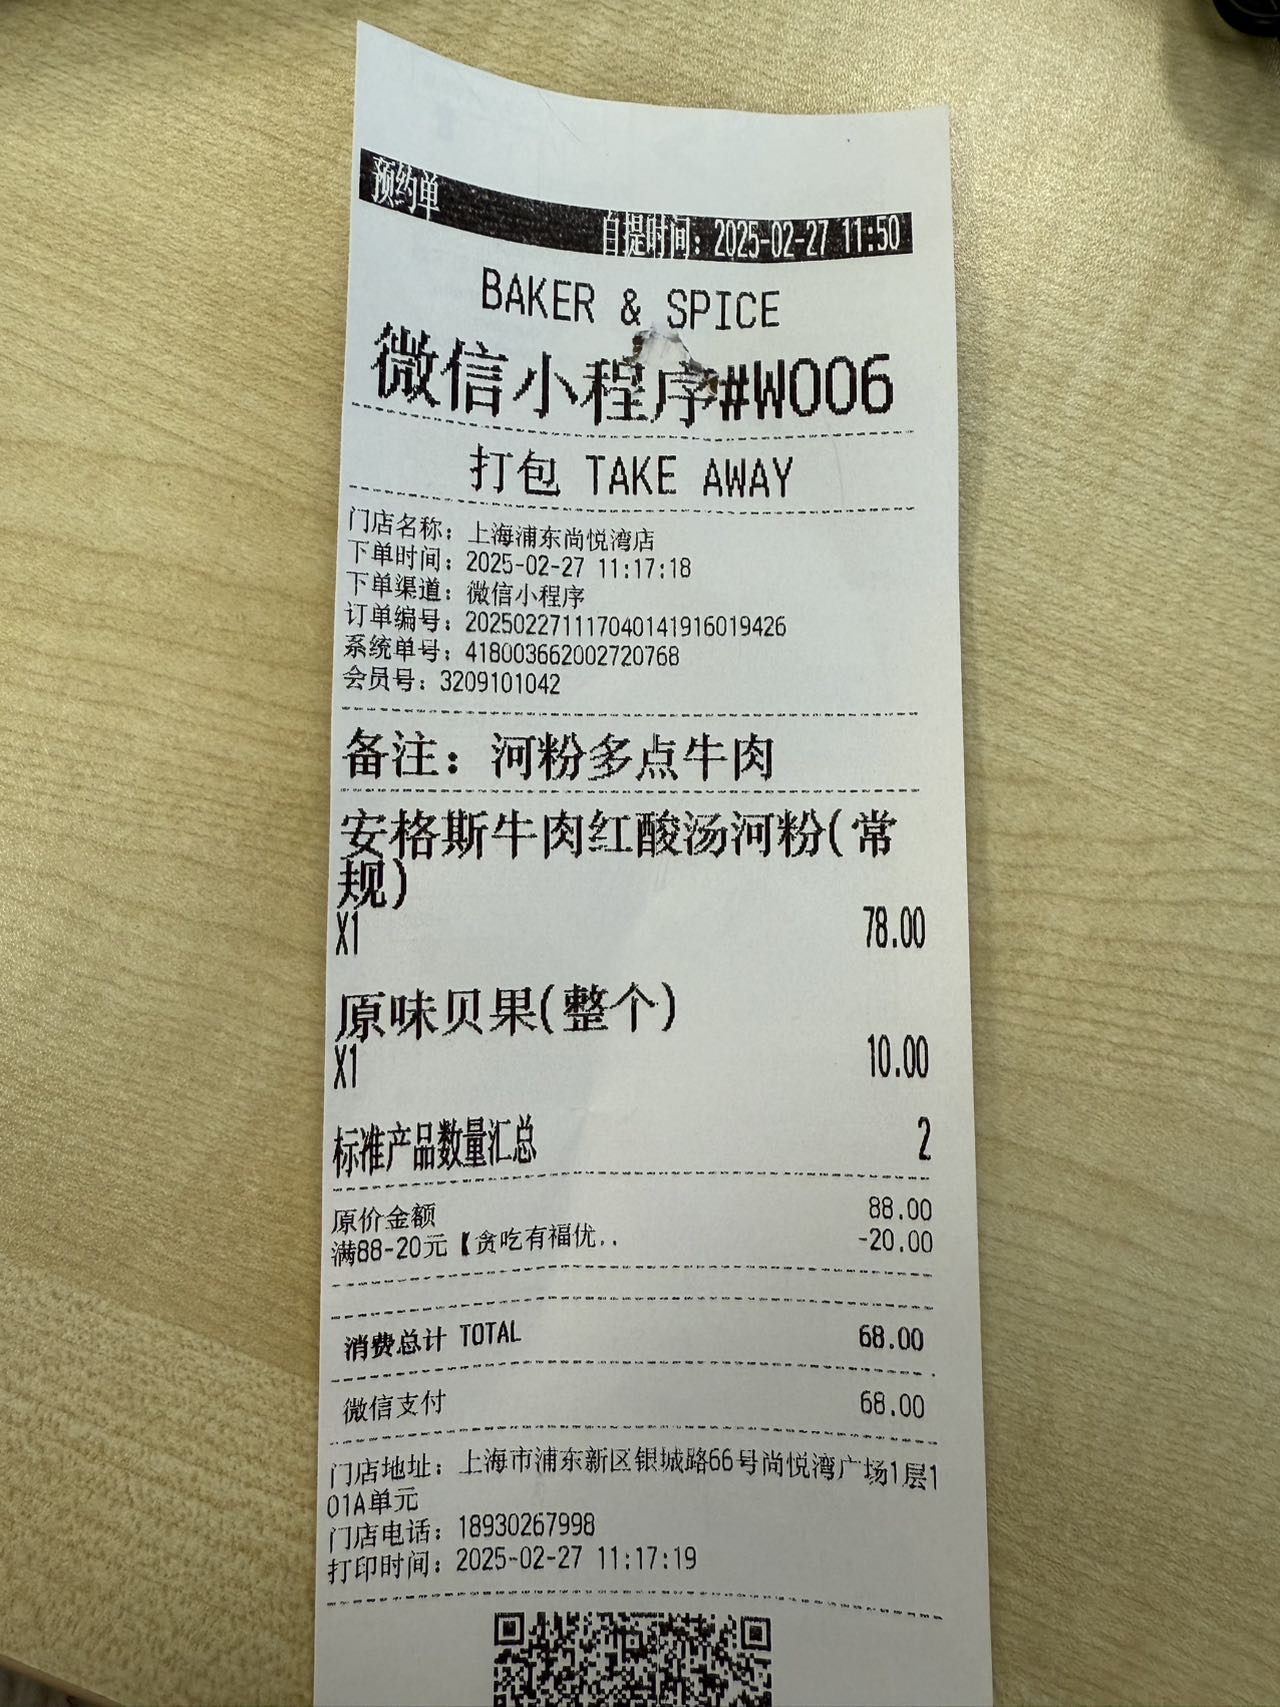 预约单
自提时间：2025-02-27 11:50
BAKER & SPICE
微信小程序#W006
打包 TAKE AWAY
门店名称：上海浦东尚悦湾店
下单时间：2025-02-27 11:17:18
下单渠道：微信小程序
订单编号：2025022711117040141916019426
系统单号：418003662002720768
会员号：3209101042
备注：河粉多点牛肉
安格斯牛肉红酸汤河粉(常
规)
X1 78.00
原味贝果(整个)
X1 10.00
标准产品数量汇总 2
原价金额 88.00
满88-20元【贪吃有福优.. -20.00
消费总计 TOTAL 68.00
微信支付 68.00
门店地址：上海市浦东新区银城路66号尚悦湾广场1层1
01A单元
门店电话：18930267998
打印时间：2025-02-27 11:17:19